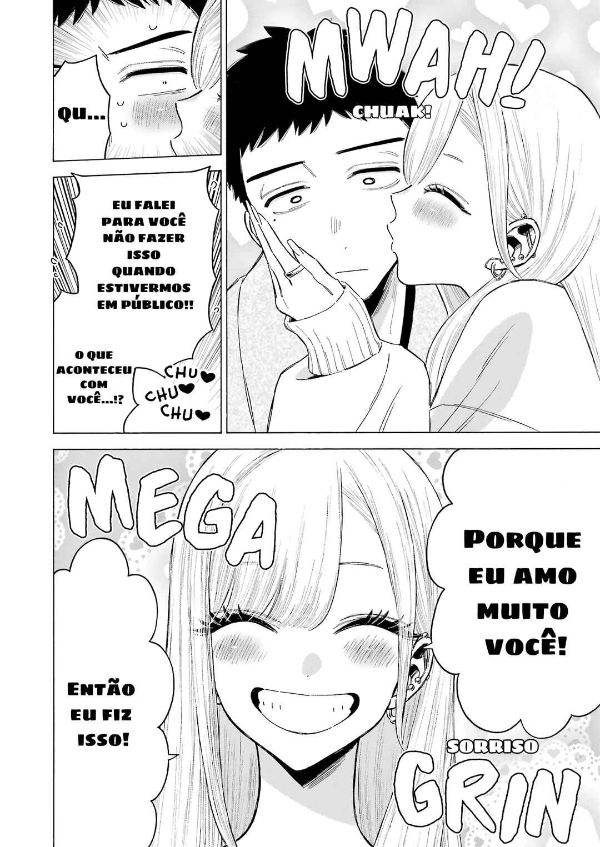 MWAH!
CHUAK!
QU...
EU FALEI
PARA VOCÊ
NÃO FAZER
ISSO
QUANDO
ESTIVERMOS
EM PÚBLICO!!
O QUE
ACONTECEU
COM
VOCÊ...!?
CHU
CHU
CHU
MEGA
PORQUE
EU AMO
MUITO
VOCÊ!
ENTÃO
EU FIZ
ISSO!
SORRISO
GRIN